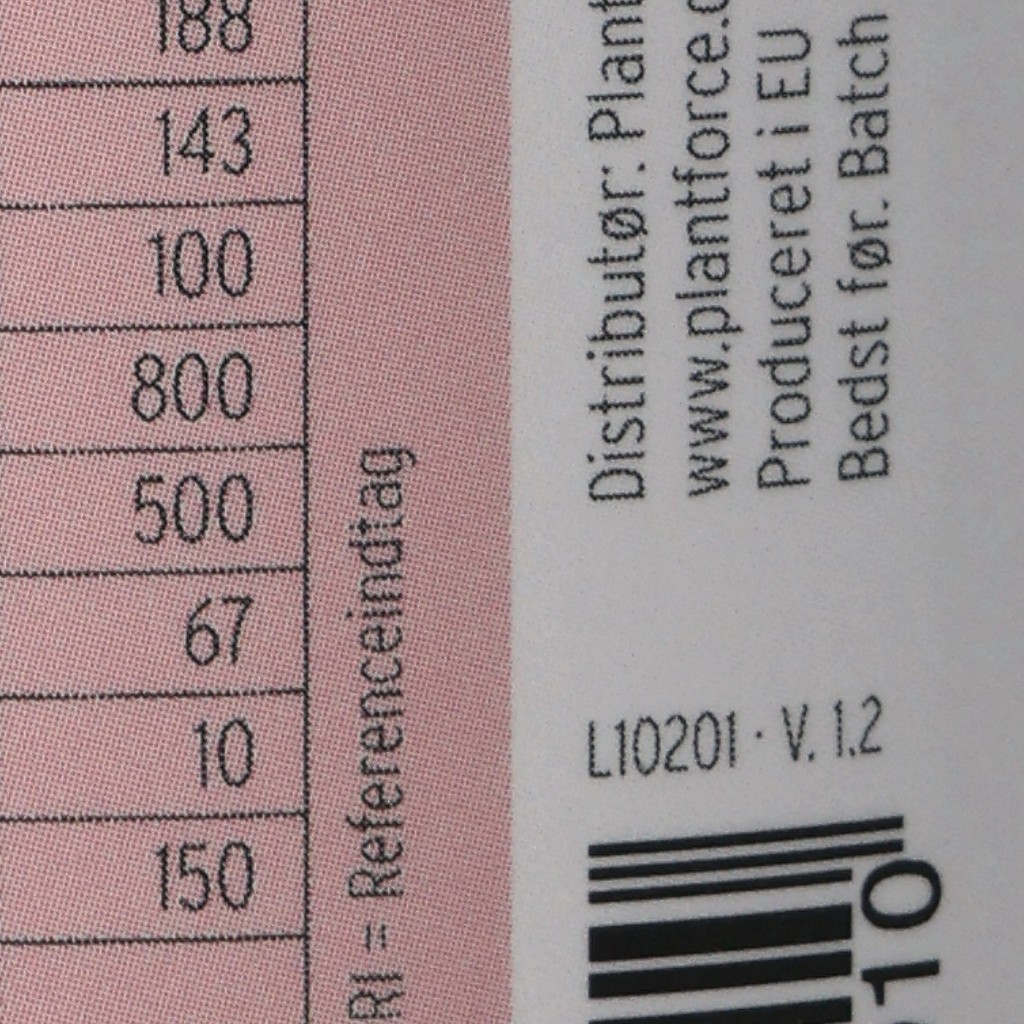 188
143
100
800
500
67
10
150
RI = Referenceindtag
Distributør: Plant
www.plantforce.
Produceret i EU
Bedst før. Batch
L10201 · V. 1.2
10